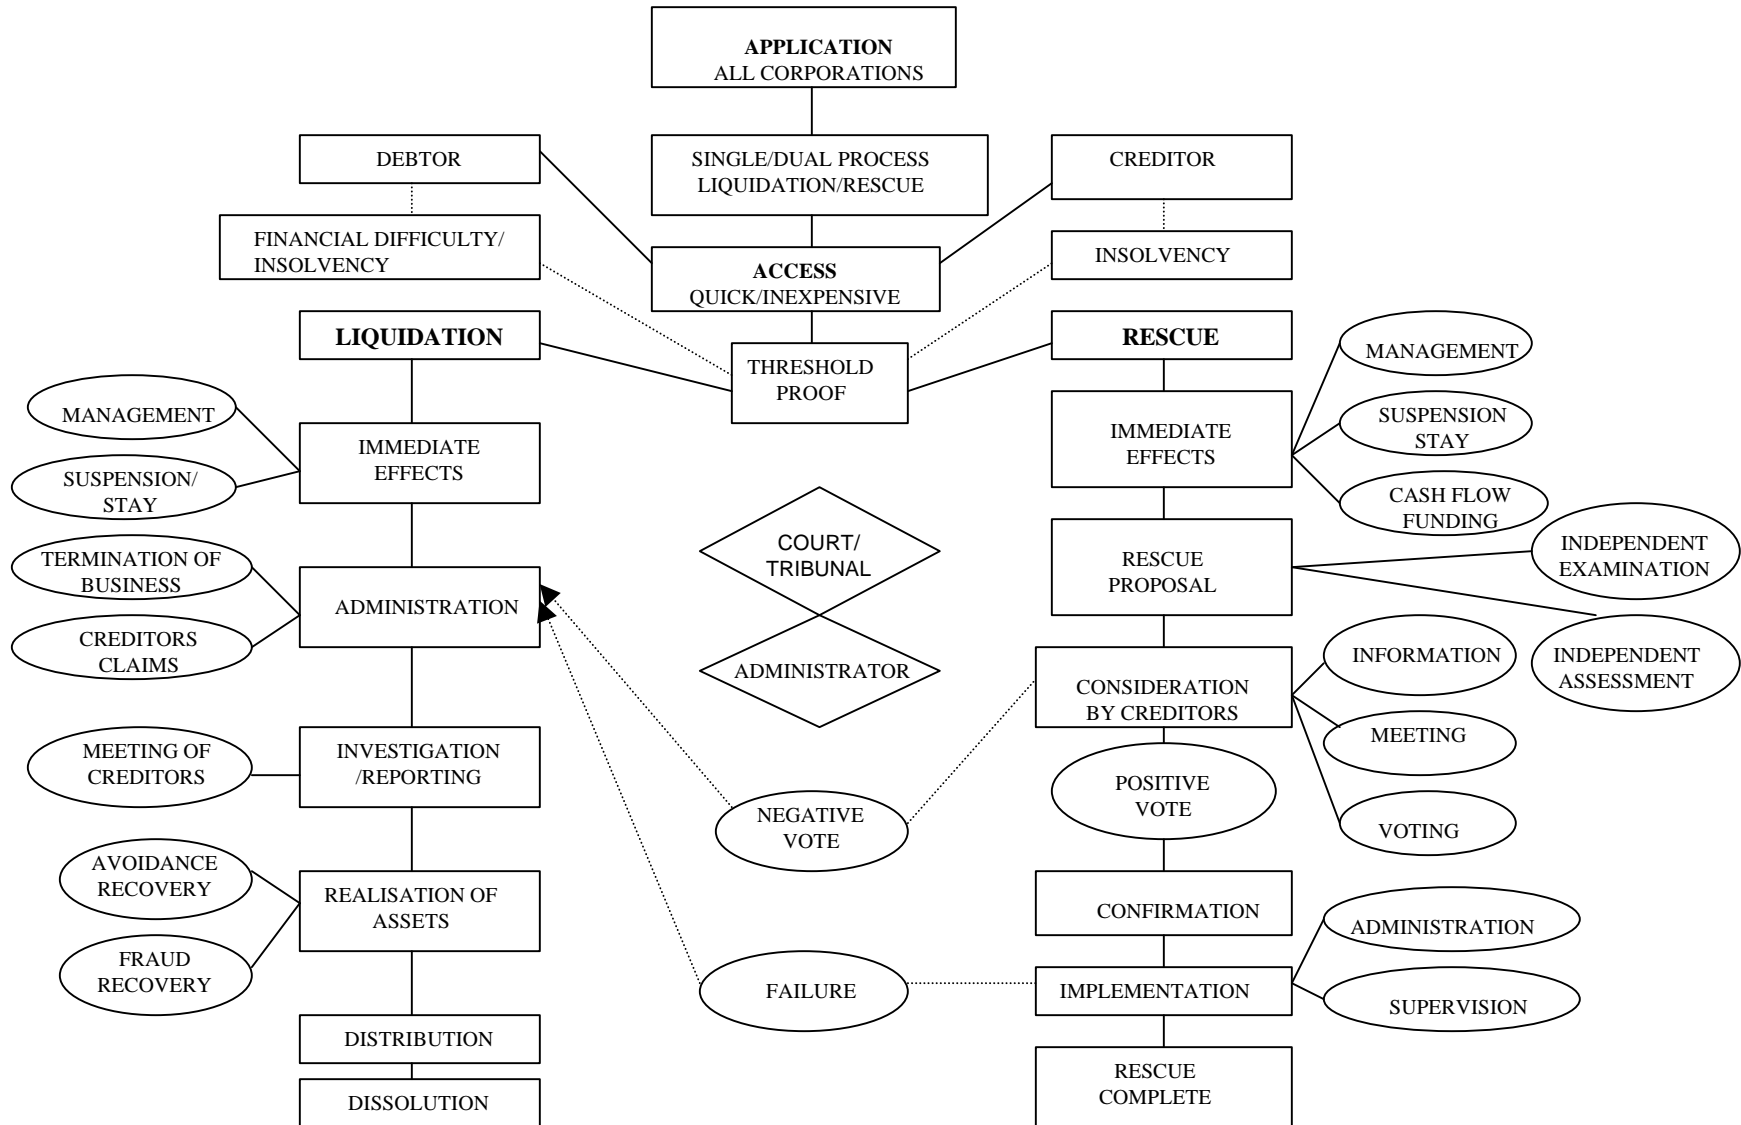 APPLICATION
ALL CORPORATIONS
DEBTOR
SINGLE/DUAL PROCESS
LIQUIDATION/RESCUE
CREDITOR
FINANCIAL DIFFICULTY/
INSOLVENCY
ACCESS
QUICK/INEXPENSIVE
INSOLVENCY
LIQUIDATION
THRESHOLD
PROOF
RESCUE
MANAGEMENT
SUSPENSION/
STAY
IMMEDIATE
EFFECTS
IMMEDIATE
EFFECTS
MANAGEMENT
SUSPENSION
STAY
CASH FLOW
FUNDING
TERMINATION OF
BUSINESS
CREDITORS
CLAIMS
ADMINISTRATION
COURT/
TRIBUNAL
ADMINISTRATOR
RESCUE
PROPOSAL
INDEPENDENT
EXAMINATION
INDEPENDENT
ASSESSMENT
CONSIDERATION
BY CREDITORS
INFORMATION
MEETING
VOTING
MEETING OF
CREDITORS
INVESTIGATION
/REPORTING
NEGATIVE
VOTE
POSITIVE
VOTE
AVOIDANCE
RECOVERY
FRAUD
RECOVERY
REALISATION OF
ASSETS
CONFIRMATION
FAILURE
IMPLEMENTATION
ADMINISTRATION
SUPERVISION
DISTRIBUTION
DISSOLUTION
RESCUE
COMPLETE